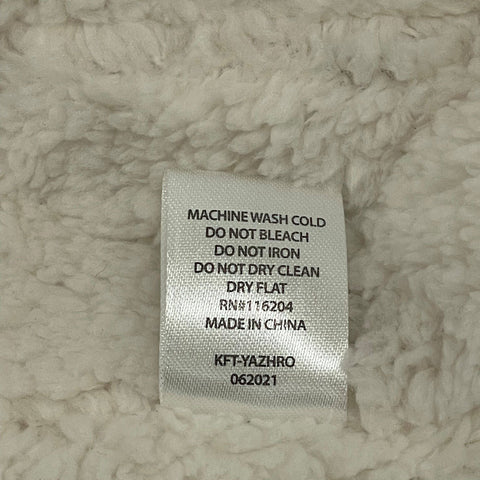 MACHINE WASH COLD
DO NOT BLEACH
DO NOT IRON
DO NOT DRY CLEAN
DRY FLAT
RN#116204
MADE IN CHINA
KFT-YAZHRO
062021